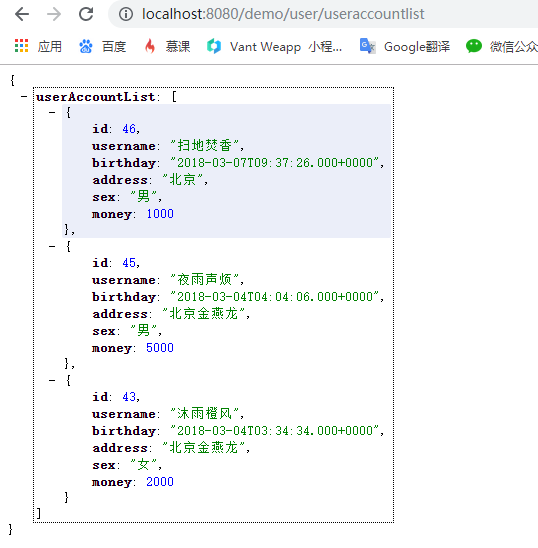 localhost:8080/demo/user/useraccountlist
应用 百度 慕课 Vant Weapp 小程... Google翻译 微信公众
{
- userAccountList: [
- {
id: 46,
username: "扫地焚香",
birthday: "2018-03-07T09:37:26.000+0000",
address: "北京",
sex: "男",
money: 1000
},
- {
id: 45,
username: "夜雨声烦",
birthday: "2018-03-04T04:04:06.000+0000",
address: "北京金燕龙",
sex: "男",
money: 5000
},
- {
id: 43,
username: "沐雨橙风",
birthday: "2018-03-04T03:34:34.000+0000",
address: "北京金燕龙",
sex: "女",
money: 2000
}
]
}